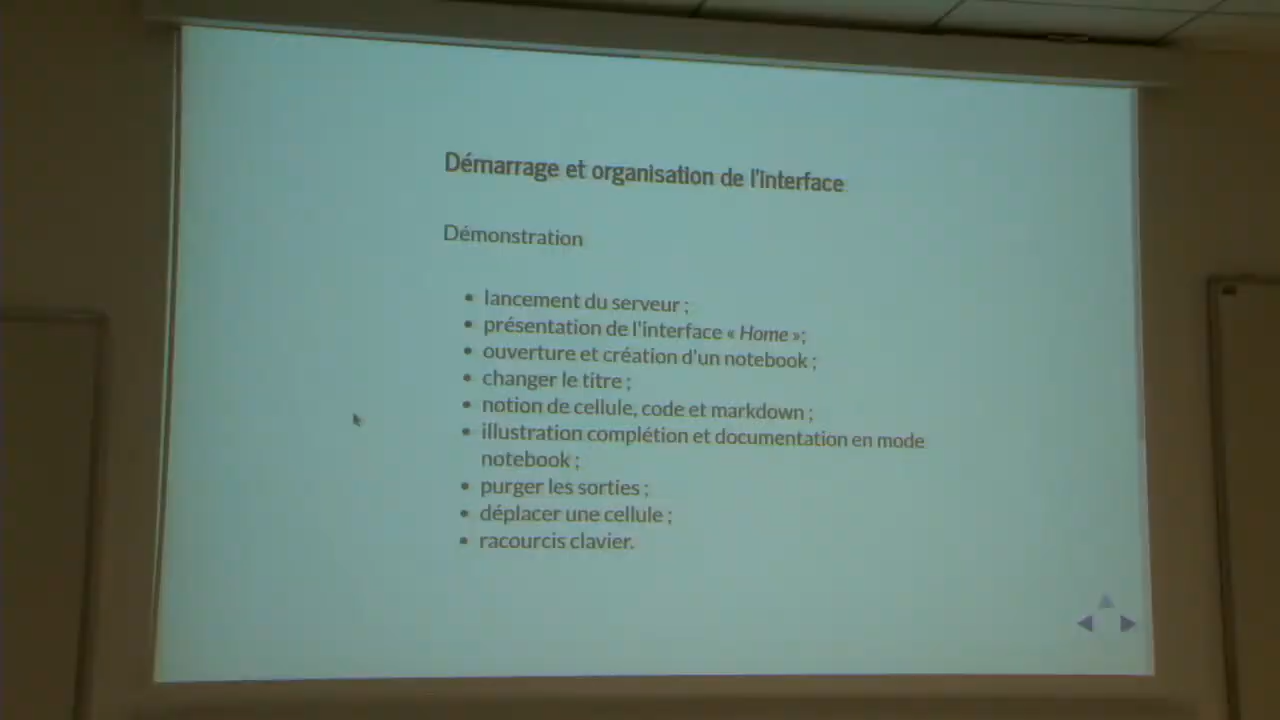 Démarrage et organisation de l'interface
Démonstration
• lancement du serveur ;
• présentation de l'interface « Home »;
• ouverture et création d'un notebook ;
• changer le titre ;
• notion de cellule, code et markdown ;
• illustration complétion et documentation en mode
notebook ;
• purger les sorties ;
• déplacer une cellule ;
• racourcis clavier.